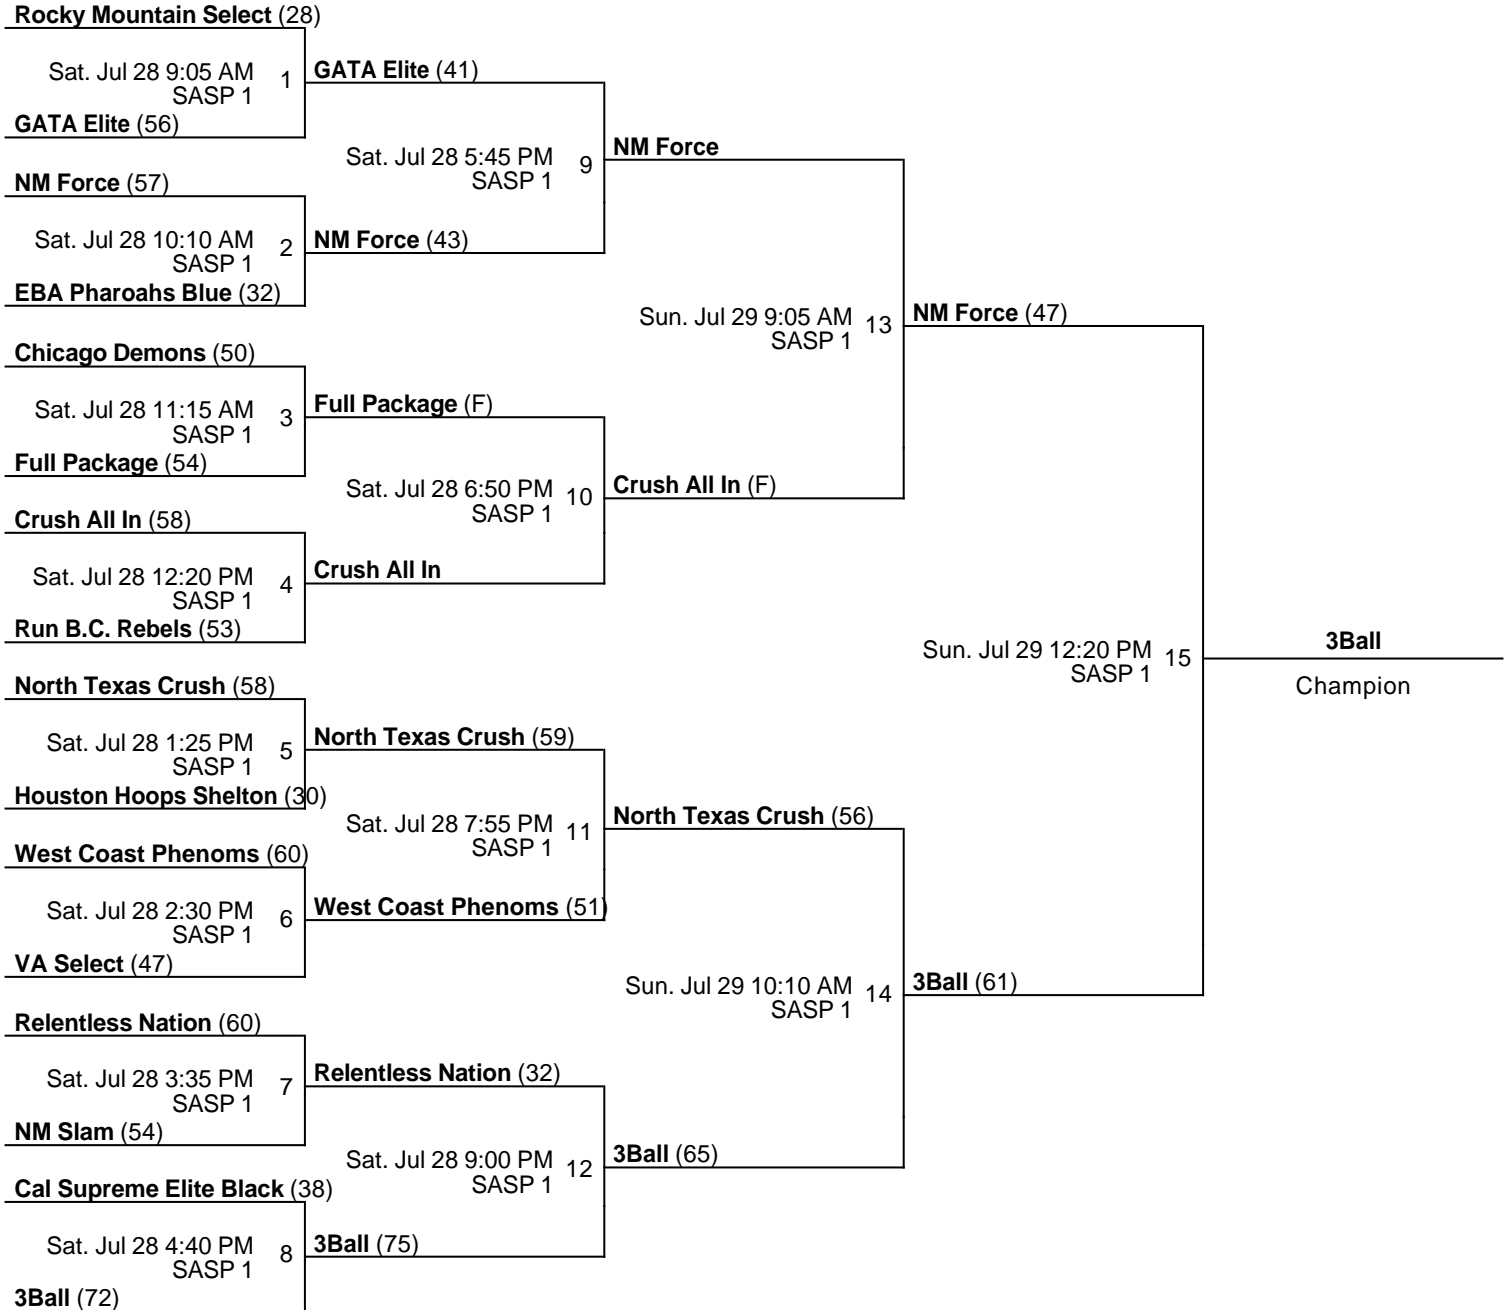 Rocky Mountain Select (28)
Sat. Jul 28 9:05 AM 1
SASP 1
GATA Elite (56)
GATA Elite (41)
Sat. Jul 28 5:45 PM 9
SASP 1
NM Force (57)
Sat. Jul 28 10:10 AM 2
SASP 1
EBA Pharoahs Blue (32)
NM Force (43)
NM Force
Sun. Jul 29 9:05 AM 13
SASP 1
Chicago Demons (50)
Sat. Jul 28 11:15 AM 3
SASP 1
Full Package (54)
Full Package (F)
Sat. Jul 28 6:50 PM 10
SASP 1
Crush All In (58)
Sat. Jul 28 12:20 PM 4
SASP 1
Run B.C. Rebels (53)
Crush All In
Crush All In (F)
NM Force (47)
Sun. Jul 29 12:20 PM 15
SASP 1
3Ball
Champion
North Texas Crush (58)
Sat. Jul 28 1:25 PM 5
SASP 1
Houston Hoops Shelton (30)
North Texas Crush (59)
Sat. Jul 28 7:55 PM 11
SASP 1
West Coast Phenoms (60)
Sat. Jul 28 2:30 PM 6
SASP 1
VA Select (47)
West Coast Phenoms (51)
North Texas Crush (56)
Sun. Jul 29 10:10 AM 14
SASP 1
3Ball (61)
Relentless Nation (60)
Sat. Jul 28 3:35 PM 7
SASP 1
NM Slam (54)
Relentless Nation (32)
Sat. Jul 28 9:00 PM 12
SASP 1
3Ball (65)
Cal Supreme Elite Black (38)
Sat. Jul 28 4:40 PM 8
SASP 1
3Ball (72)
3Ball (75)